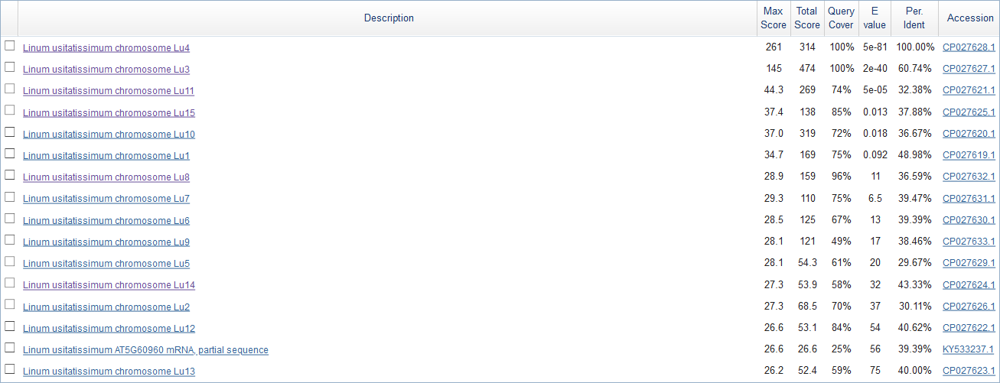 Description Max Score Total Score Query Cover E value Per. Ident Accession
Linum usitatissimum chromosome Lu4 261 314 100% 5e-81 100.00% CP027628.1
Linum usitatissimum chromosome Lu3 145 474 100% 2e-40 60.74% CP027627.1
Linum usitatissimum chromosome Lu11 44.3 269 74% 5e-05 32.38% CP027621.1
Linum usitatissimum chromosome Lu15 37.4 138 85% 0.013 37.88% CP027625.1
Linum usitatissimum chromosome Lu10 37.0 319 72% 0.018 36.67% CP027620.1
Linum usitatissimum chromosome Lu1 34.7 169 75% 0.092 48.98% CP027619.1
Linum usitatissimum chromosome Lu8 28.9 159 96% 11 36.59% CP027632.1
Linum usitatissimum chromosome Lu7 29.3 110 75% 6.5 39.47% CP027631.1
Linum usitatissimum chromosome Lu6 28.5 125 67% 13 39.39% CP027630.1
Linum usitatissimum chromosome Lu9 28.1 121 49% 17 38.46% CP027633.1
Linum usitatissimum chromosome Lu5 28.1 54.3 61% 20 29.67% CP027629.1
Linum usitatissimum chromosome Lu14 27.3 53.9 58% 32 43.33% CP027624.1
Linum usitatissimum chromosome Lu2 27.3 68.5 70% 37 30.11% CP027626.1
Linum usitatissimum chromosome Lu12 26.6 53.1 84% 54 40.62% CP027622.1
Linum usitatissimum AT5G60960 mRNA, partial sequence 26.6 26.6 25% 56 39.39% KY533237.1
Linum usitatissimum chromosome Lu13 26.2 52.4 59% 75 40.00% CP027623.1